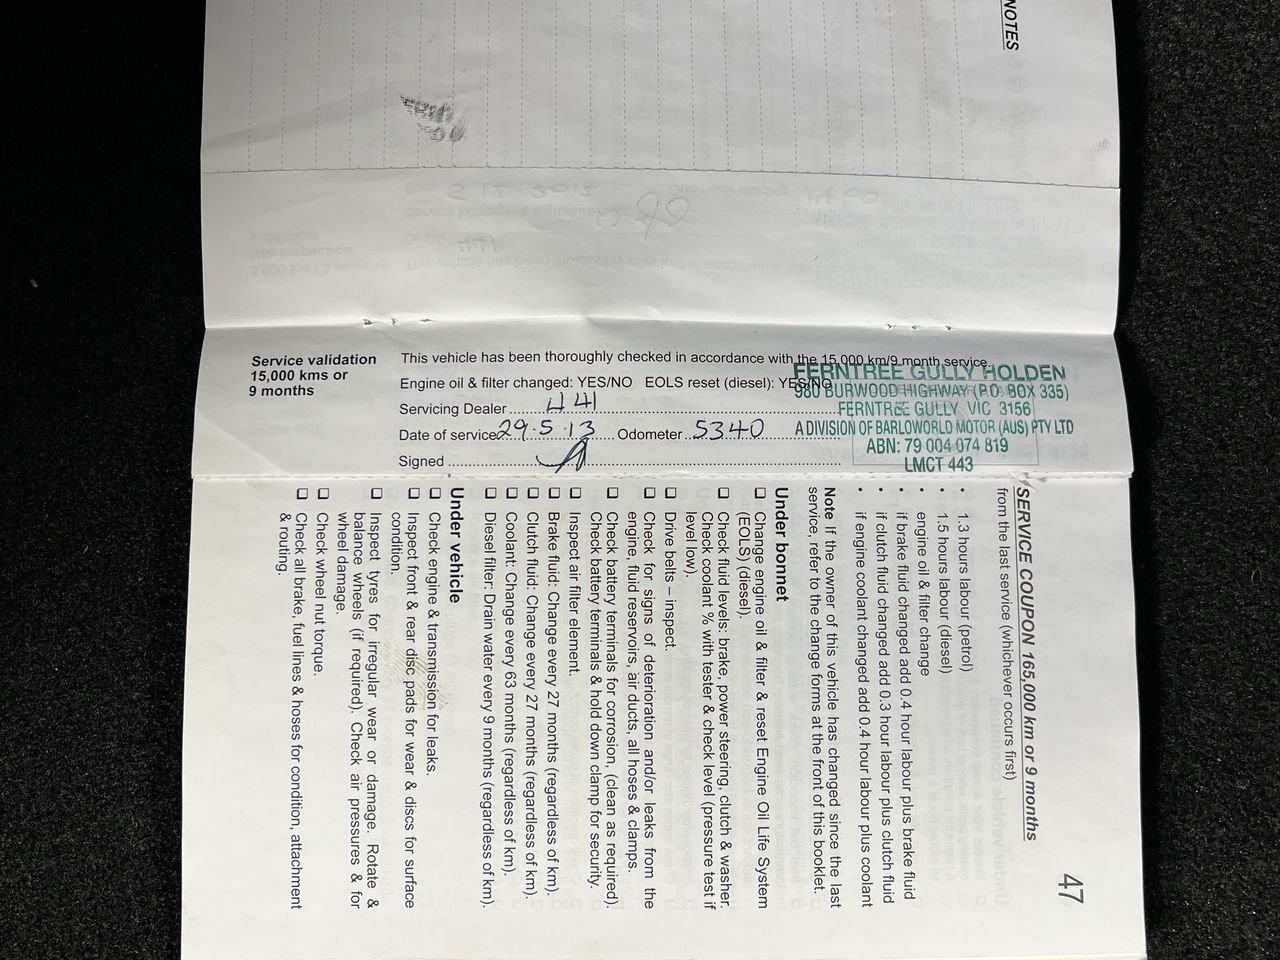 NOTES
Service validation
15,000 kms or
9 months
This vehicle has been thoroughly checked in accordance with the 15,000 km/9 month service.
Engine oil & filter changed: YES/NO EOLS reset (diesel): YES/NO
Servicing Dealer 441
Date of service 29.5.13 Odometer 5340
Signed
FERNTREE GULLY HOLDEN
980 BURWOOD HIGHWAY (P.O. BOX 335)
FERNTREE GULLY VIC 3156
A DIVISION OF BARLOWORLD MOTOR (AUS) PTY LTD
ABN: 79 004 074 819
LMCT 443
47
SERVICE COUPON 165,000 km or 9 months
from the last service (whichever occurs first)
• 1.3 hours labour (petrol)
• 1.5 hours labour (diesel)
• engine oil & filter change
• if brake fluid changed add 0.4 hour labour plus brake fluid
• if clutch fluid changed add 0.3 hour labour plus clutch fluid
• if engine coolant changed add 0.4 hour labour plus coolant
Note If the owner of this vehicle has changed since the last
service, refer to the change forms at the front of this booklet.
Under bonnet
❑ Change engine oil & filter & reset Engine Oil Life System
(EOLS) (diesel).
❑ Check fluid levels: brake, power steering, clutch & washer.
Check coolant % with tester & check level (pressure test if
level low).
❑ Drive belts – inspect.
❑ Check for signs of deterioration and/or leaks from the
engine, fluid reservoirs, air ducts, all hoses & clamps.
❑ Check battery terminals for corrosion, (clean as required).
Check battery terminals & hold down clamp for security.
❑ Inspect air filter element.
❑ Brake fluid: Change every 27 months (regardless of km).
❑ Clutch fluid: Change every 27 months (regardless of km).
❑ Coolant: Change every 63 months (regardless of km).
❑ Diesel filter: Drain water every 9 months (regardless of km).
Under vehicle
❑ Check engine & transmission for leaks.
❑ Inspect front & rear disc pads for wear & discs for surface
condition.
❑ Inspect tyres for irregular wear or damage. Rotate &
balance wheels (if required). Check air pressures & for
wheel damage.
❑ Check wheel nut torque.
❑ Check all brake, fuel lines & hoses for condition, attachment
& routing.